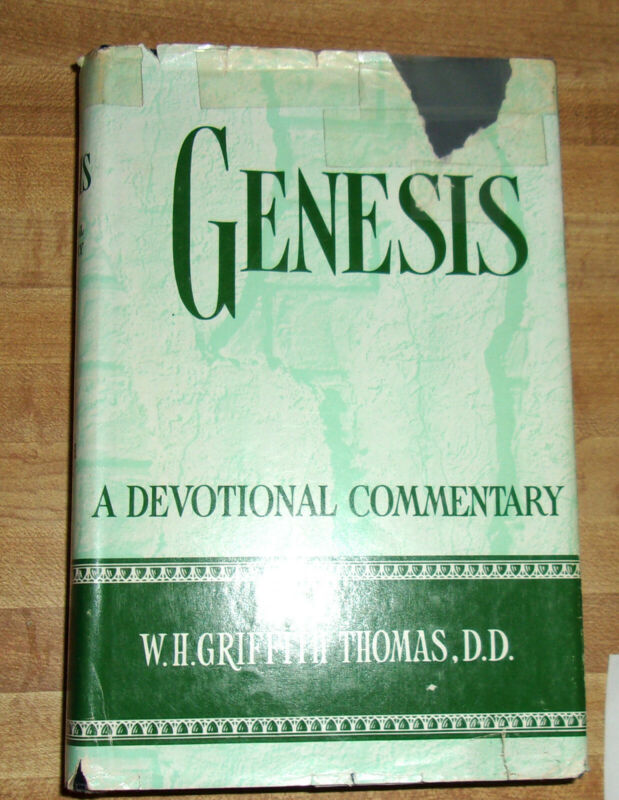 GENESIS
A DEVOTIONAL COMMENTARY
W.H.GRIFFITH THOMAS, D.D.